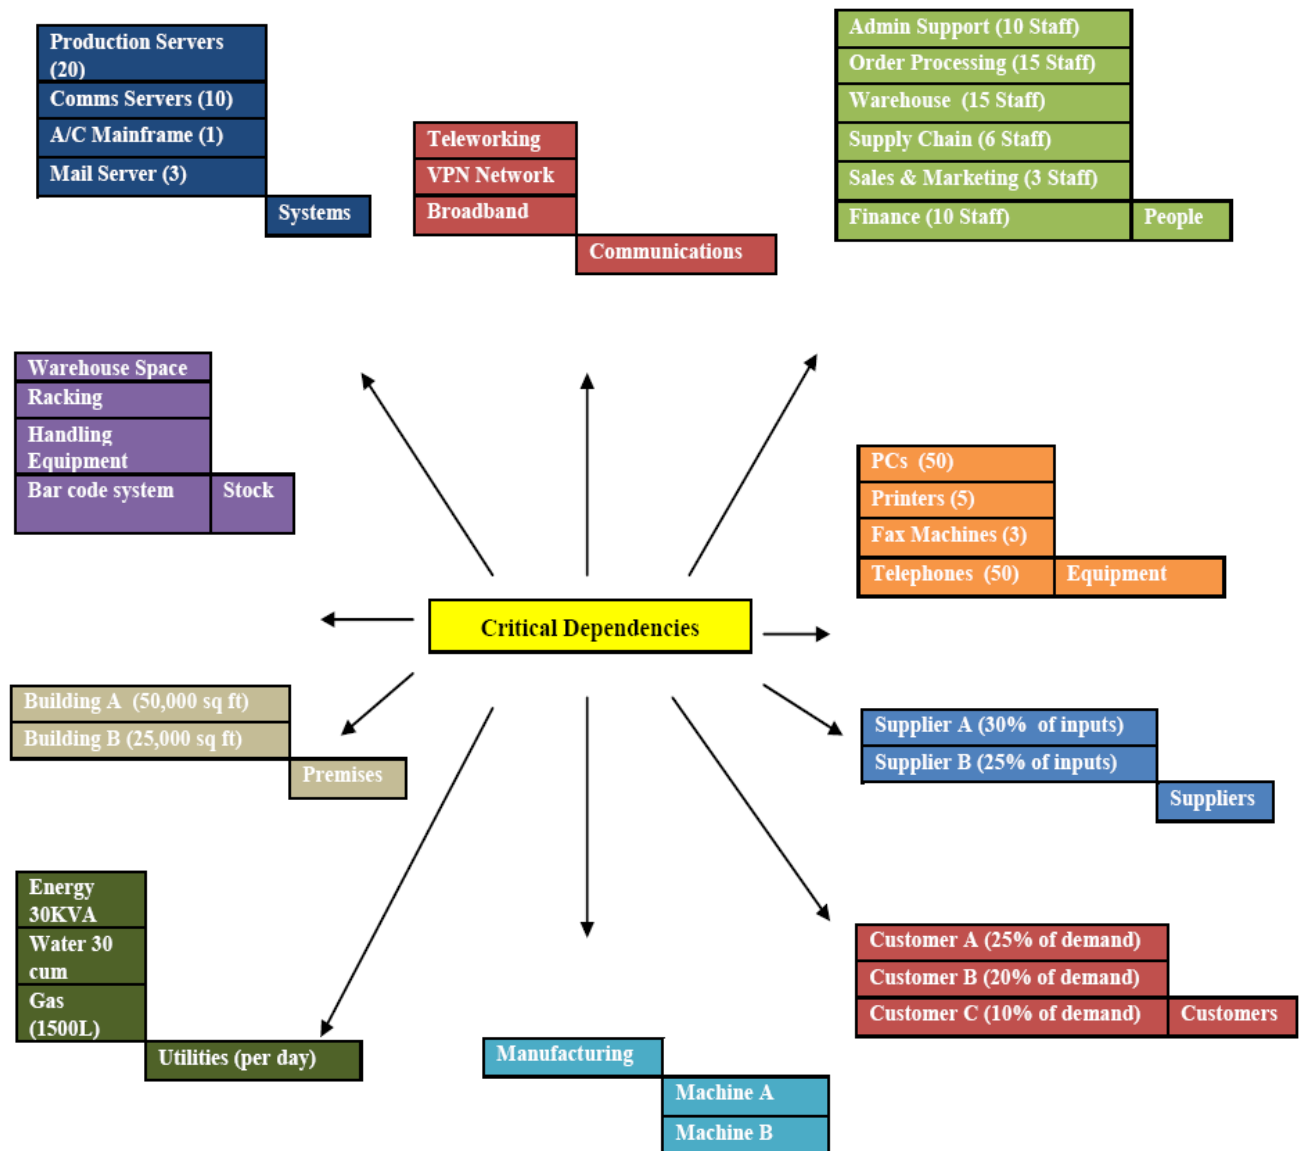 Production Servers
(20)
Comms Servers (10)
A/C Mainframe (1)
Mail Server (3)
Systems
Teleworking
VPN Network
Broadband
Communications
Admin Support (10 Staff)
Order Processing (15 Staff)
Warehouse (15 Staff)
Supply Chain (6 Staff)
Sales & Marketing (3 Staff)
Finance (10 Staff)
People
Warehouse Space
Racking
Handling
Equipment
Bar code system
Stock
PCs (50)
Printers (5)
Fax Machines (3)
Telephones (50)
Equipment
Critical Dependencies
Building A (50,000 sq ft)
Building B (25,000 sq ft)
Premises
Supplier A (30% of inputs)
Supplier B (25% of inputs)
Suppliers
Energy
30KVA
Water 30
cum
Gas
(1500L)
Utilities (per day)
Manufacturing
Machine A
Machine B
Customer A (25% of demand)
Customer B (20% of demand)
Customer C (10% of demand)
Customers